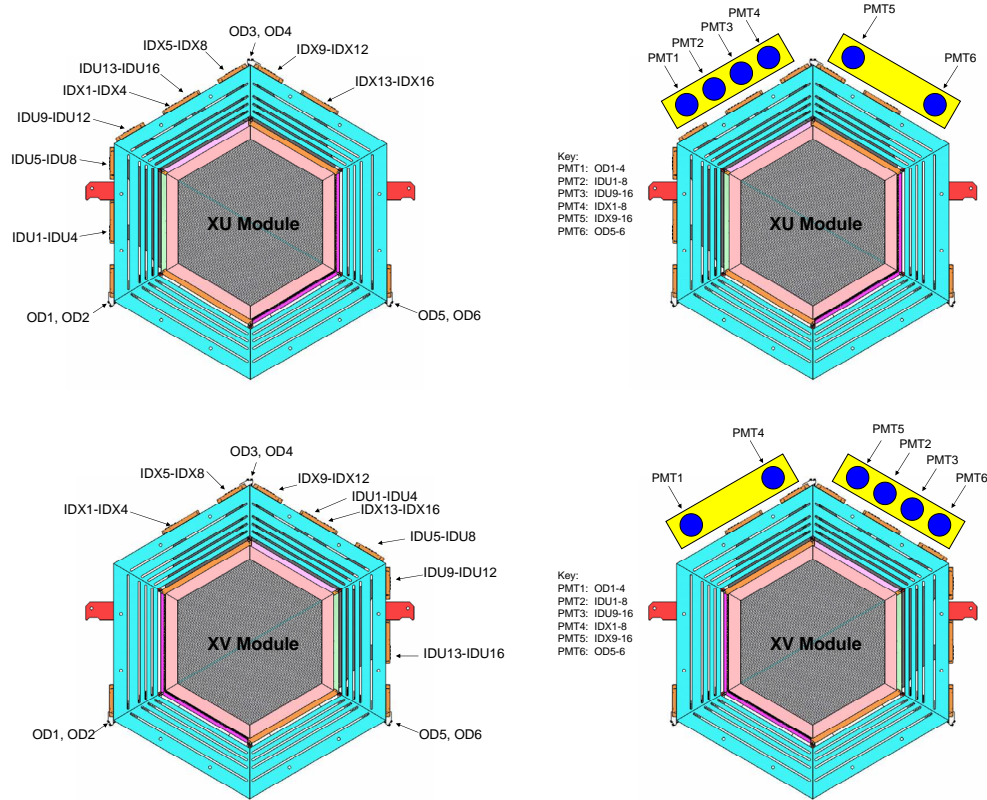 OD3, OD4
IDX5-IDX8
IDX9-IDX12
IDU13-IDU16
IDX13-IDX16
IDX1-IDX4
IDU9-IDU12
IDU5-IDU8
XU Module
IDU1-IDU4
OD1, OD2
OD5, OD6
PMT4
PMT3
PMT2
PMT1
PMT5
PMT6
Key:
PMT1: OD1-4
PMT2: IDU1-8
PMT3: IDU9-16
PMT4: IDX1-8
PMT5: IDX9-16
PMT6: OD5-6
XU Module
OD3, OD4
IDX5-IDX8
IDX9-IDX12
IDU1-IDU4
IDX1-IDX4
IDX13-IDX16
IDU5-IDU8
IDU9-IDU12
XV Module
IDU13-IDU16
OD1, OD2
OD5, OD6
PMT4
PMT1
PMT5
PMT2
PMT3
PMT6
Key:
PMT1: OD1-4
PMT2: IDU1-8
PMT3: IDU9-16
PMT4: IDX1-8
PMT5: IDX9-16
PMT6: OD5-6
XV Module